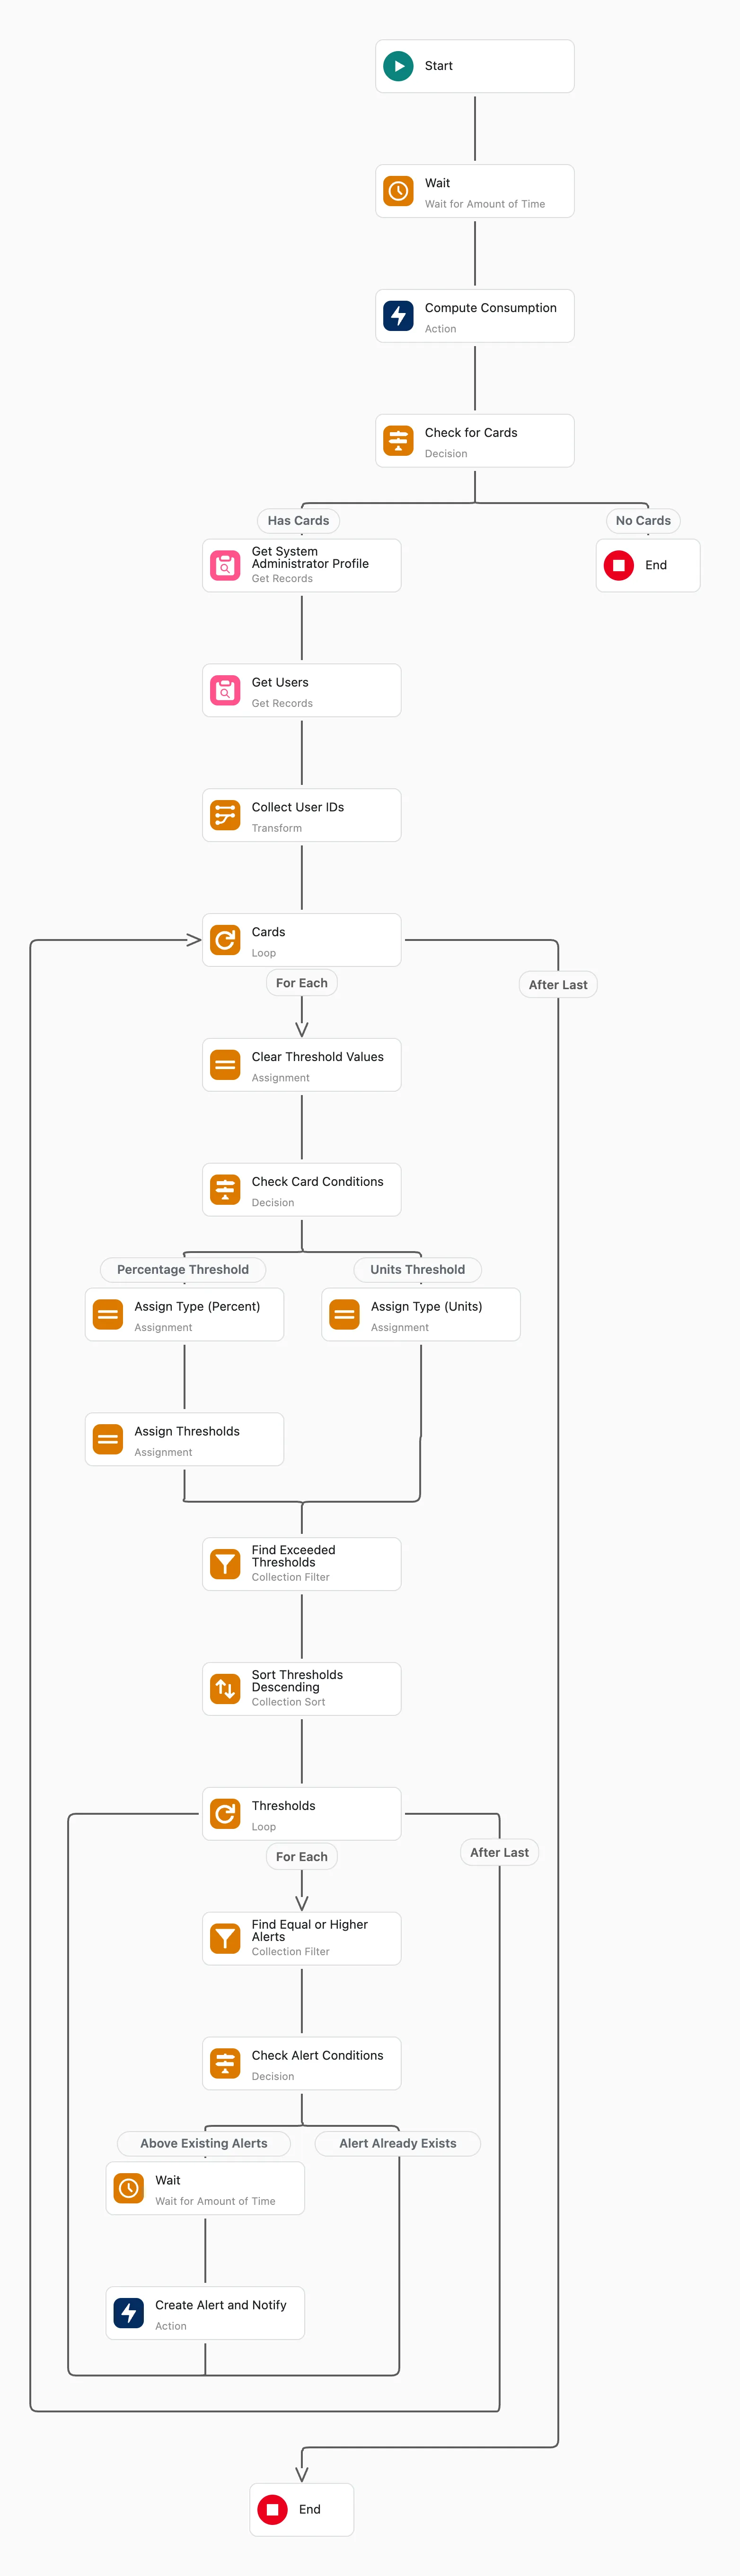 Start
Wait
Wait for Amount of Time
Compute Consumption
Action
Check for Cards
Decision
Has Cards
No Cards
Get System
Administrator Profile
Get Records
End
Get Users
Get Records
Collect User IDs
Transform
Cards
Loop
For Each
After Last
Clear Threshold Values
Assignment
Check Card Conditions
Decision
Percentage Threshold
Units Threshold
Assign Type (Percent)
Assignment
Assign Type (Units)
Assignment
Assign Thresholds
Assignment
Find Exceeded
Thresholds
Collection Filter
Sort Thresholds
Descending
Collection Sort
Thresholds
Loop
For Each
After Last
Find Equal or Higher
Alerts
Collection Filter
Check Alert Conditions
Decision
Above Existing Alerts
Alert Already Exists
Wait
Wait for Amount of Time
Create Alert and Notify
Action
End